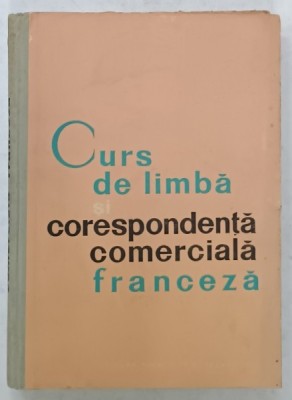 Curs
de limbă
și
corespondență
comercială
franceză